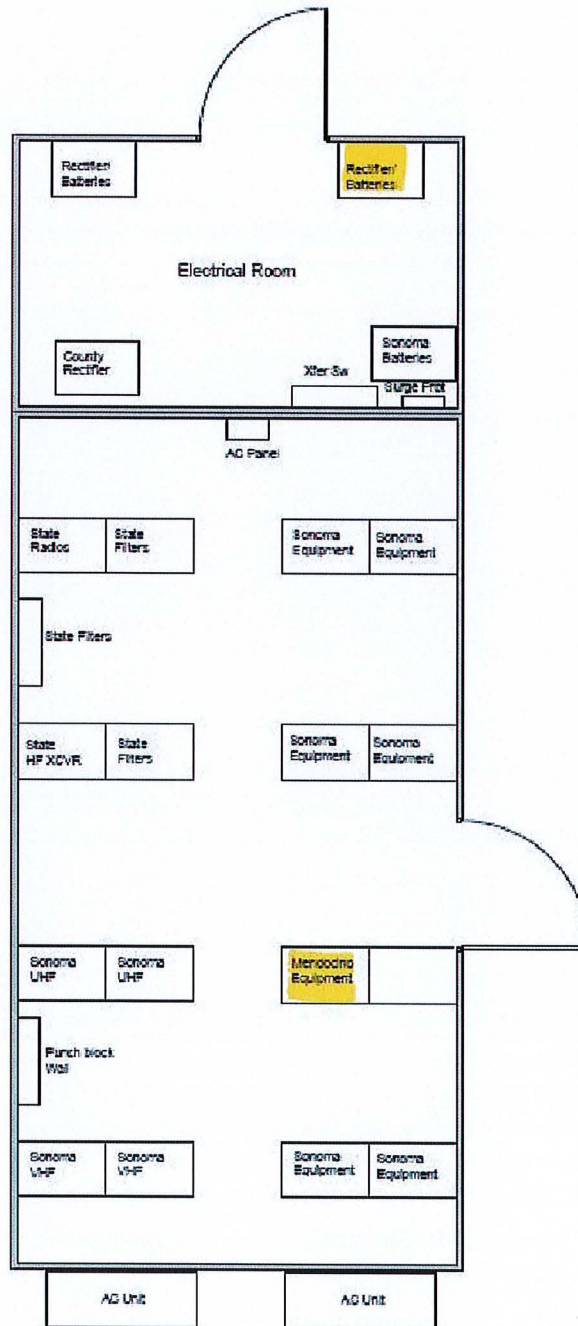 Rectifier/
Batteries
Rectifier/
Batteries
Electrical Room
County
Rectifier
Sonoma
Batteries
Xfer Sw
Surge Prot
AC Panel
State
Radios
State
Filters
Sonoma
Equipment
Sonoma
Equipment
State Filters
State
HF XCVR
State
Filters
Sonoma
Equipment
Sonoma
Equipment
Sonoma
UHF
Sonoma
UHF
Mendocino
Equipment
Punch block
Wall
Sonoma
VHF
Sonoma
VHF
Sonoma
Equipment
Sonoma
Equipment
AC Unit
AC Unit